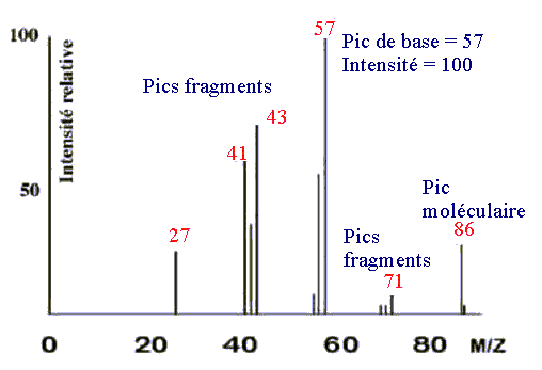 100
57
Pic de base = 57
Intensité = 100
Intensité relative
Pics fragments
43
41
50
Pic
moléculaire
27
86
Pics
fragments
71
0 20 40 60 80 M/Z